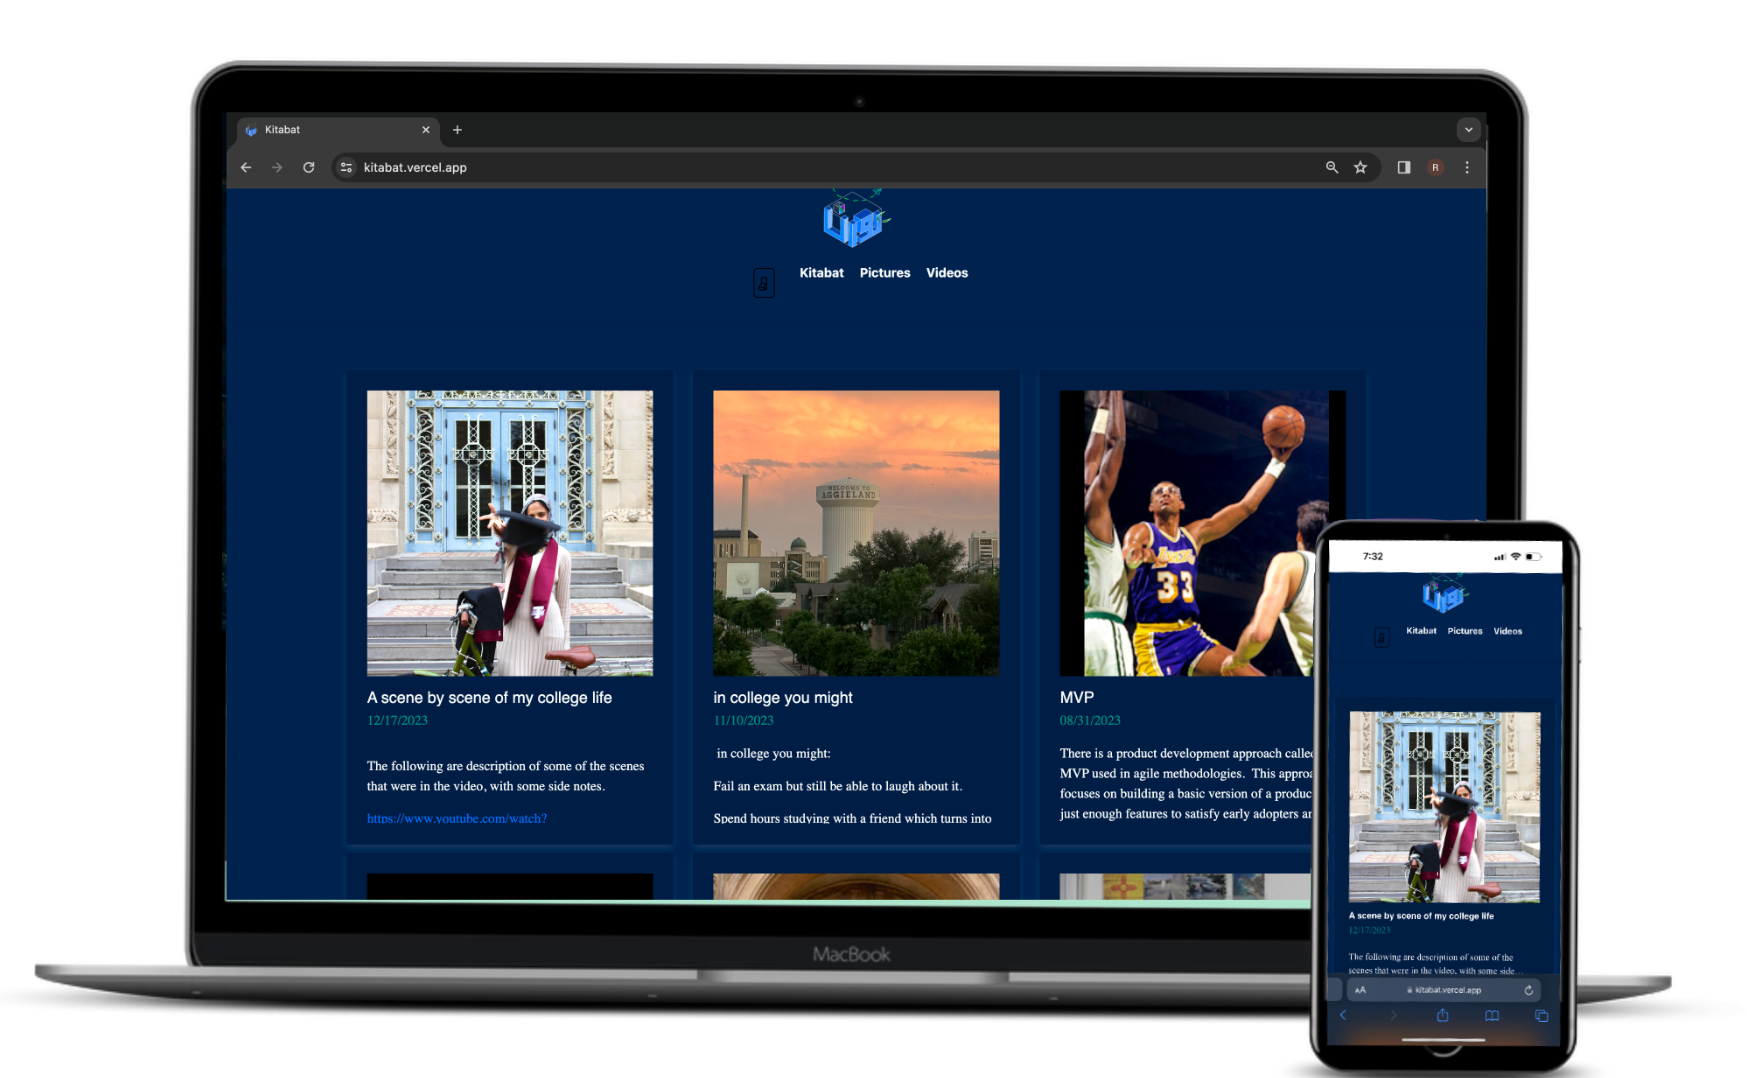 Kitabat
kitabat.vercel.app
R
نوران
Kitabat Pictures Videos
WELCOME TO
AGGIELAND
LAKERS
33
A scene by scene of my college life
12/17/2023
The following are description of some of the scenes
that were in the video, with some side notes.
https://www.youtube.com/watch?
in college you might
11/10/2023
in college you might:
Fail an exam but still be able to laugh about it.
Spend hours studying with a friend which turns into
MVP
08/31/2023
There is a product development approach called
MVP used in agile methodologies. This
focuses on building a basic version of a
just enough features to satisfy early adopters
MacBook
7:32
نوران
Kitabat Pictures Videos
A scene by scene of my college life
12/17/2023
The following are description of some of the
scenes that were in the video, with some side...
AA kitabat.vercel.app